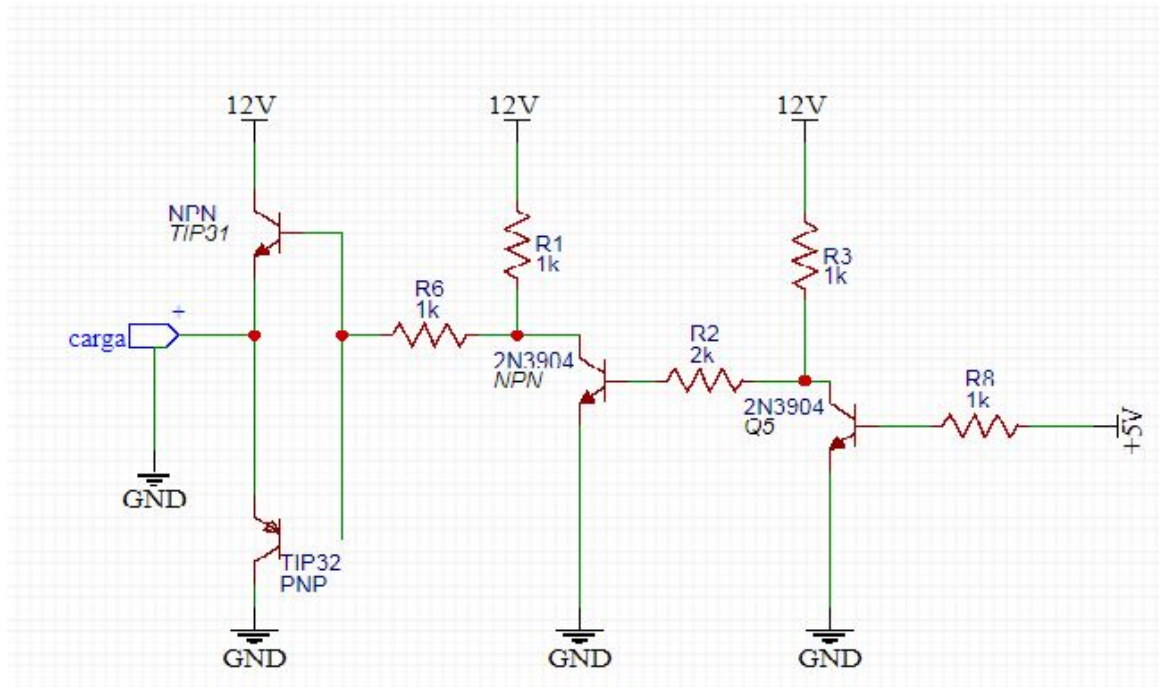 12V
12V
12V
NPN
TIP31
R1
1k
R3
1k
+
R6
1k
carga
2N3904
NPN
R2
2k
2N3904
Q5
R8
1k
+5V
GND
TIP32
PNP
GND
GND
GND